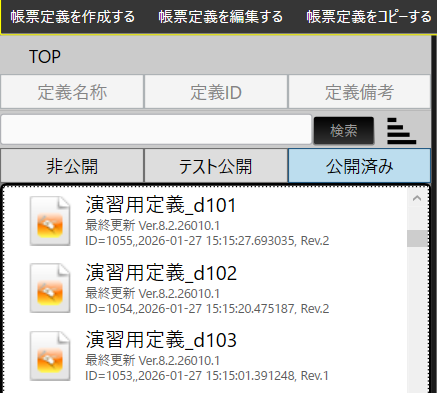 帳票定義を作成する 帳票定義を編集する 帳票定義をコピーする
TOP
定義名称 定義ID 定義備考
検索
非公開 テスト公開 公開済み
演習用定義_d101
最終更新 Ver.8.2.26010.1
ID=1055,,2026-01-27 15:15:27.693035, Rev.2
演習用定義_d102
最終更新 Ver.8.2.26010.1
ID=1054,,2026-01-27 15:15:20.475187, Rev.2
演習用定義_d103
最終更新 Ver.8.2.26010.1
ID=1053,,2026-01-27 15:15:01.391248, Rev.1